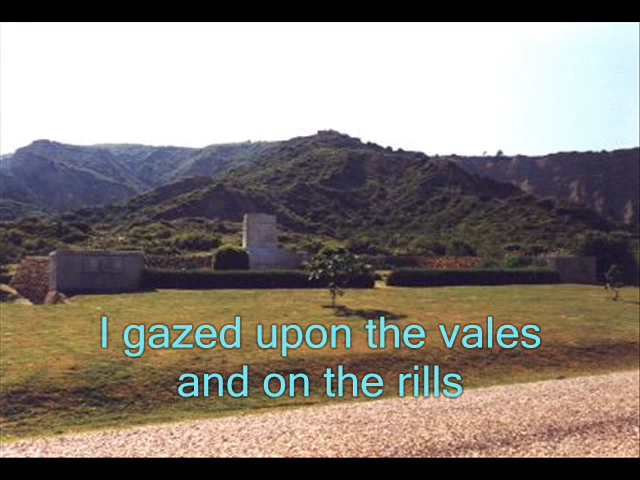 I gazed upon the vales
and on the rills